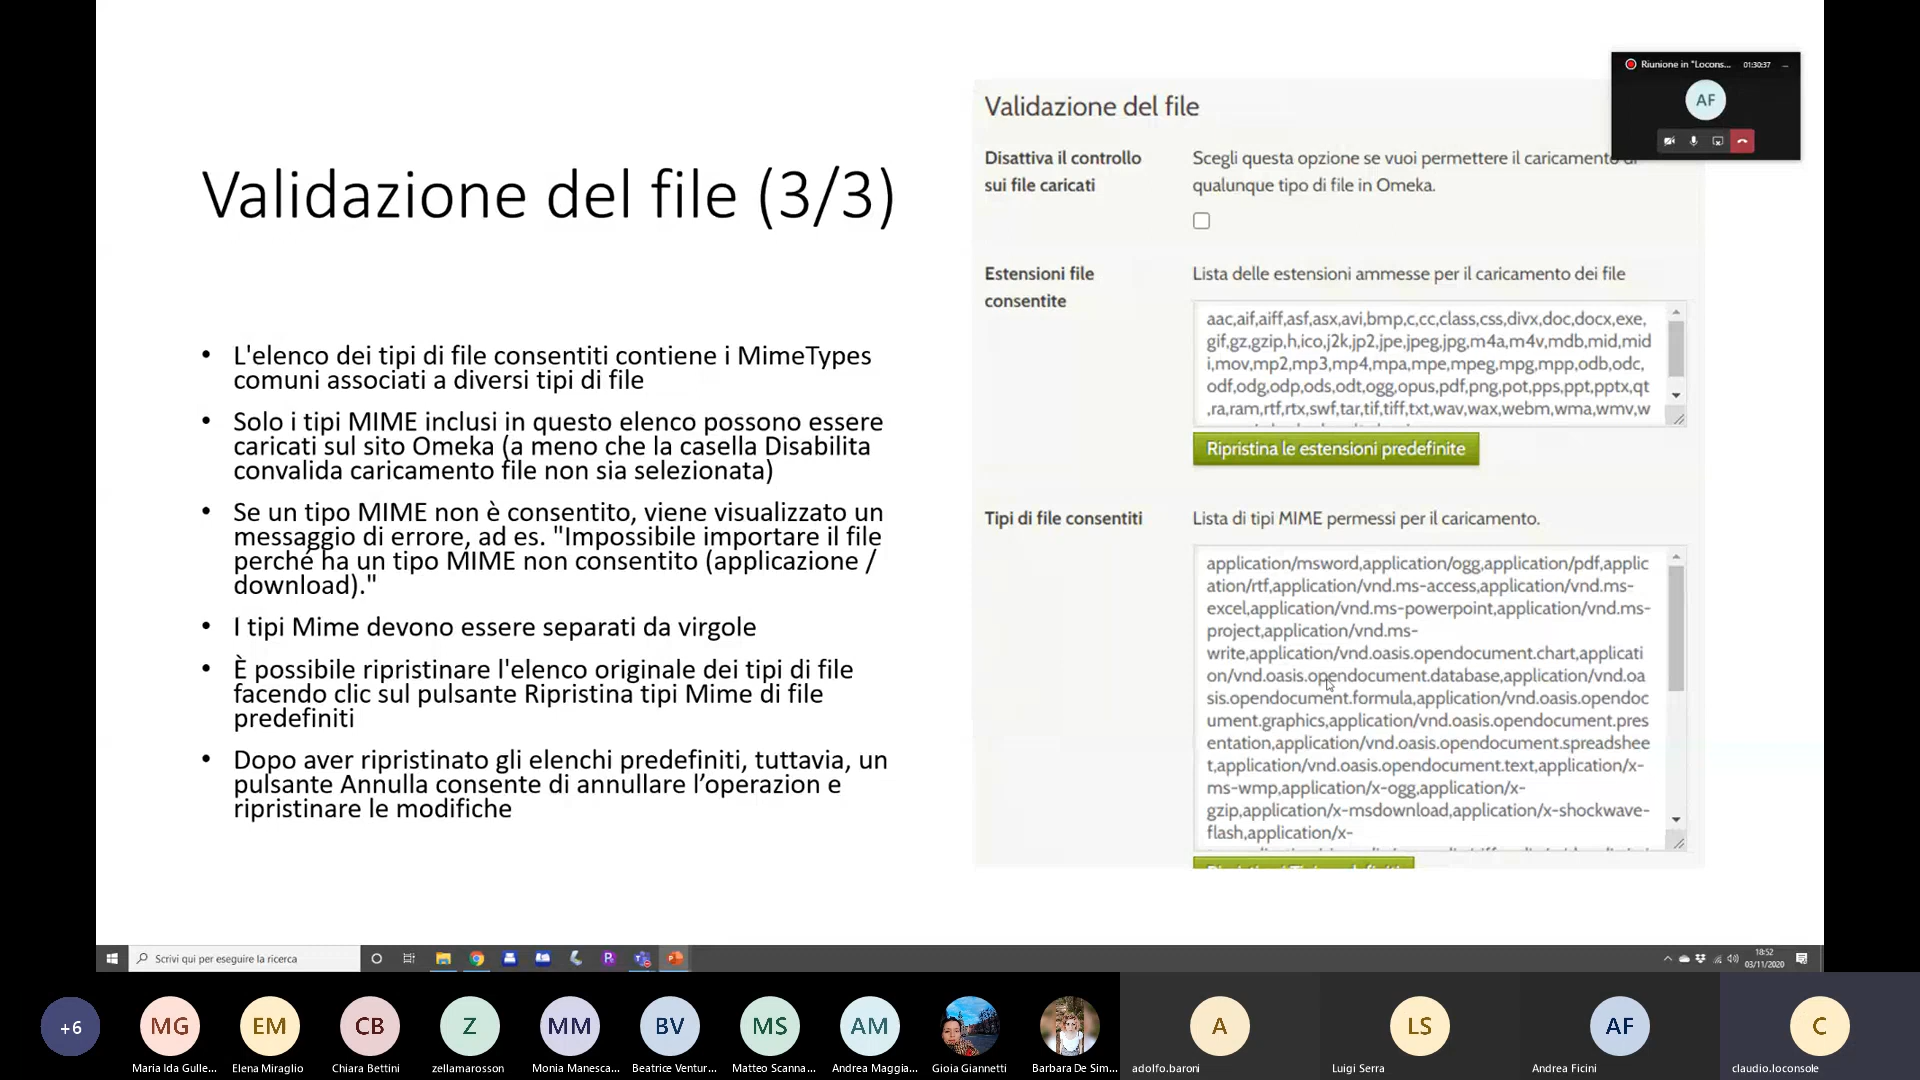 Validazione del file (3/3)
L'elenco dei tipi di file consentiti contiene i MimeTypes
comuni associati a diversi tipi di file
Solo i tipi MIME inclusi in questo elenco possono essere
caricati sul sito Omeka (a meno che la casella Disabilita
convalida caricamento file non sia selezionata)
Se un tipo MIME non è consentito, viene visualizzato un
messaggio di errore, ad es. "Impossibile importare il file
perché ha un tipo MIME non consentito (applicazione /
download)."
I tipi Mime devono essere separati da virgole
È possibile ripristinare l'elenco originale dei tipi di file
facendo clic sul pulsante Ripristina tipi Mime di file
predefiniti
Dopo aver ripristinato gli elenchi predefiniti, tuttavia, un
pulsante Annulla consente di annullare l’operazion e
ripristinare le modifiche
Validazione del file
Disattiva il controllo
sui file caricati
Scegli questa opzione se vuoi permettere il caricamento di
qualunque tipo di file in Omeka.
Estensioni file
consentite
Lista delle estensioni ammesse per il caricamento dei file
aac,aif,aiff,asf,asx,avi,bmp,c,cc,class,css,divx,doc,docx,exe,
gif,gz,gzip,h,ico,j2k,jp2,jpe,jpeg,jpg,m4a,m4v,mdb,mid,mid
i,mov,mp2,mp3,mp4,mpa,mpe,mpeg,mpg,mpp,odb,odc,
odf,odg,odp,ods,odt,ogg,opus,pdf,png,pot,pps,ppt,pptx,qt
,ra,ram,rtf,rtx,swf,tar,tif,tiff,txt,wav,wax,webm,wma,wmv,w
Ripristina le estensioni predefinite
Tipi di file consentiti
Lista di tipi MIME permessi per il caricamento.
application/msword,application/ogg,application/pdf,applic
ation/rtf,application/vnd.ms-access,application/vnd.ms-
excel,application/vnd.ms-powerpoint,application/vnd.ms-
project,application/vnd.ms-
write,application/vnd.oasis.opendocument.chart,applicati
on/vnd.oasis.opendocument.database,application/vnd.oa
sis.opendocument.formula,application/vnd.oasis.opendoc
ument.graphics,application/vnd.oasis.opendocument.pres
entation,application/vnd.oasis.opendocument.spreadshee
t,application/vnd.oasis.opendocument.text,application/x-
ms-wmp,application/x-ogg,application/x-
gzip,application/x-msdownload,application/x-shockwave-
flash,application/x-
Riunione in "Locons... 01:30:37 ...
AF
Scrivi qui per eseguire la ricerca
18:52
03/11/2020
+6
MG
EM
CB
Z
MM
BV
MS
AM
A
LS
AF
C
Maria Ida Gulle...
Elena Miraglio
Chiara Bettini
zellamarosson
Monia Manesca...
Beatrice Ventur...
Matteo Scanna...
Andrea Maggia...
Gioia Giannetti
Barbara De Sim...
adolfo.baroni
Luigi Serra
Andrea Ficini
claudio.loconsole